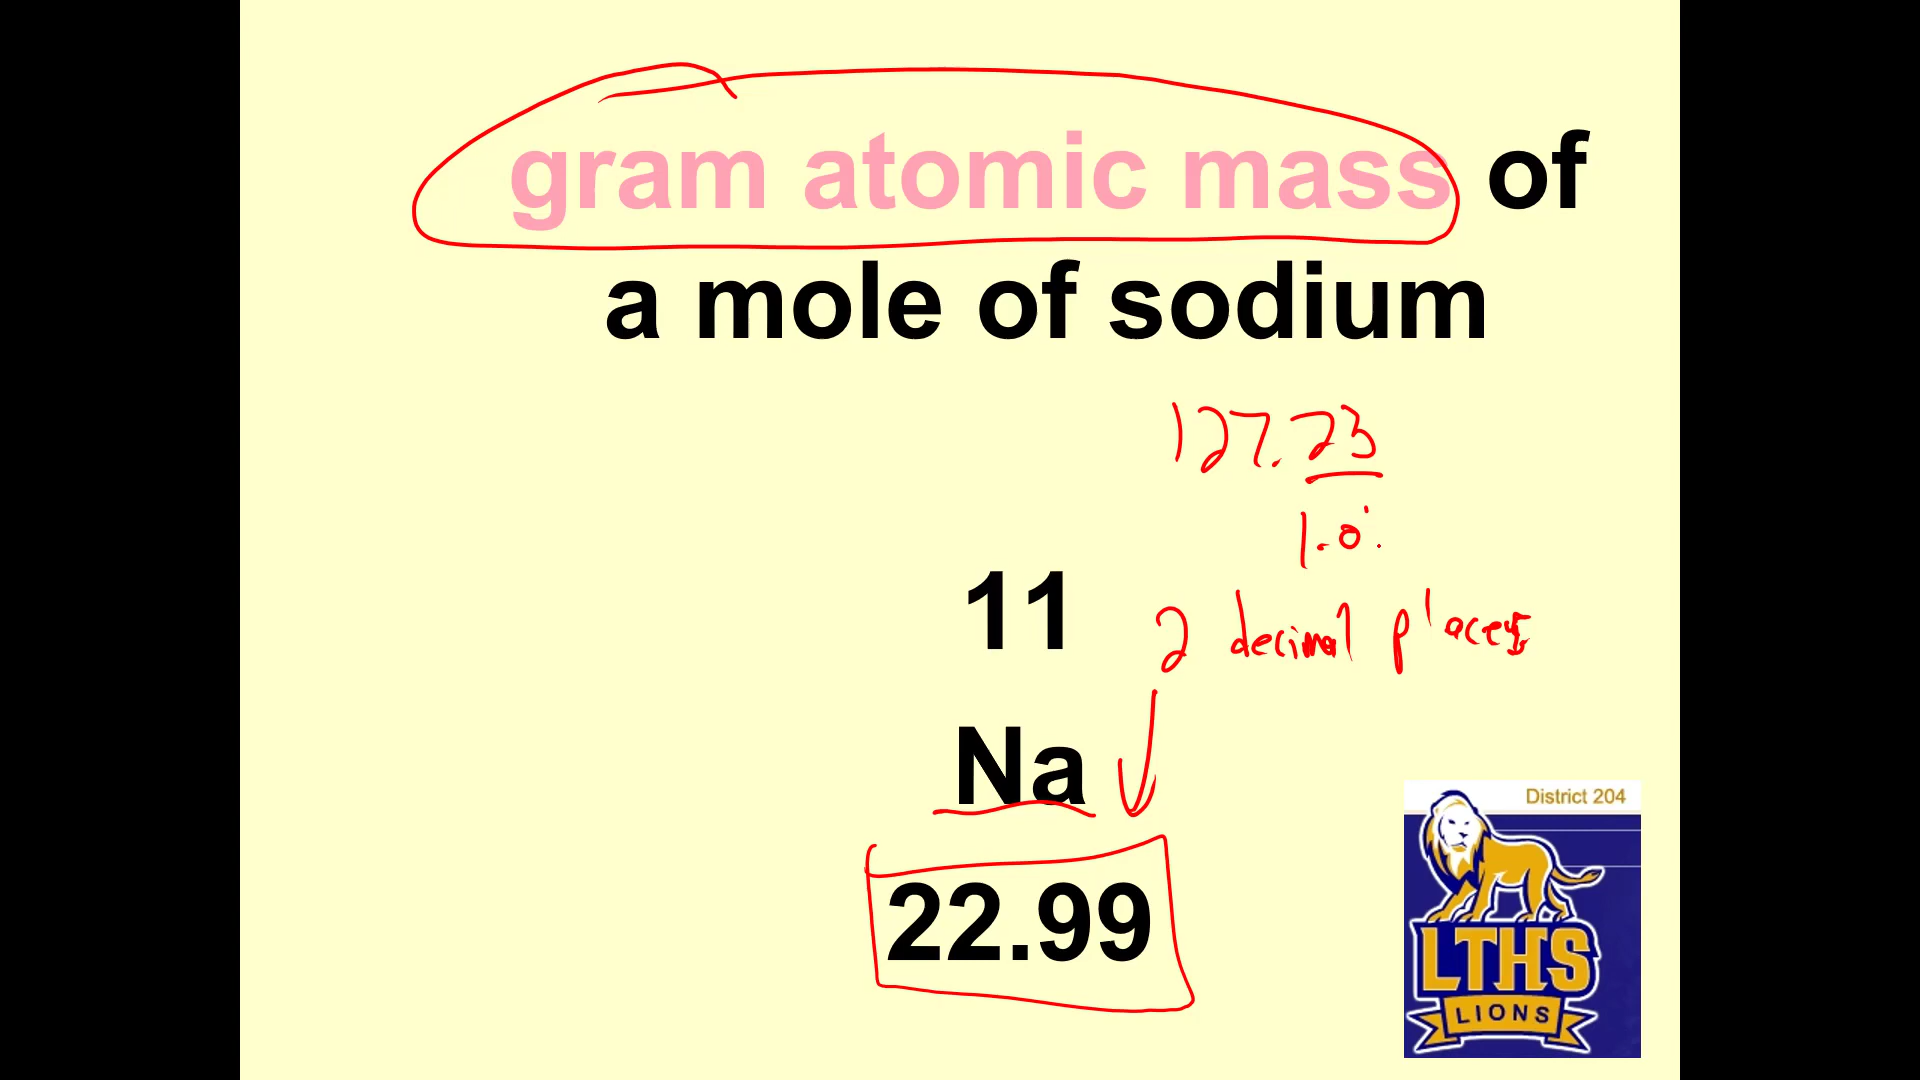 gram atomic mass of
a mole of sodium
127.23
1.0
11
2 decimal places
Na
22.99
District 204
LTHS
LIONS